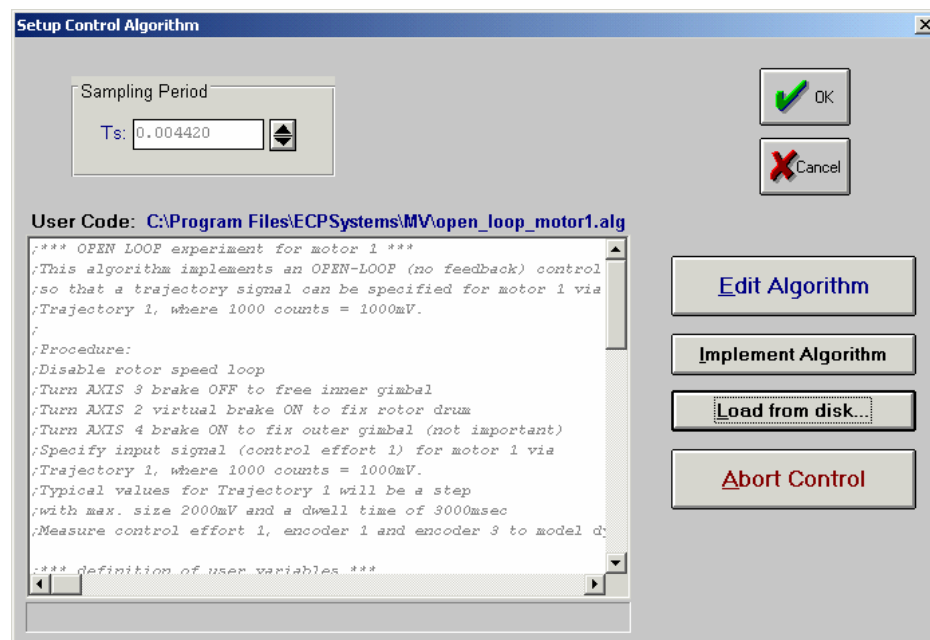 Setup Control Algorithm
Sampling Period
Ts: 0.004420
OK
Cancel
User Code: C:\Program Files\ECPSystems\MV\open_loop_motor1.alg
;*** OPEN LOOP experiment for motor 1 ***
;This algorithm implements an OPEN-LOOP (no feedback) control
;so that a trajectory signal can be specified for motor 1 via
;Trajectory 1, where 1000 counts = 1000mV.
;
;Procedure:
;Disable rotor speed loop
;Turn AXIS 3 brake OFF to free inner gimbal
;Turn AXIS 2 virtual brake ON to fix rotor drum
;Turn AXIS 4 brake ON to fix outer gimbal (not important)
;Specify input signal (control effort 1) for motor 1 via
;Trajectory 1, where 1000 counts = 1000mV.
;Typical values for Trajectory 1 will be a step
;with max. size 2000mV and a dwell time of 3000msec
;Measure control effort 1, encoder 1 and encoder 3 to model
;*** definition of user variables ***
Edit Algorithm
Implement Algorithm
Load from disk...
Abort Control